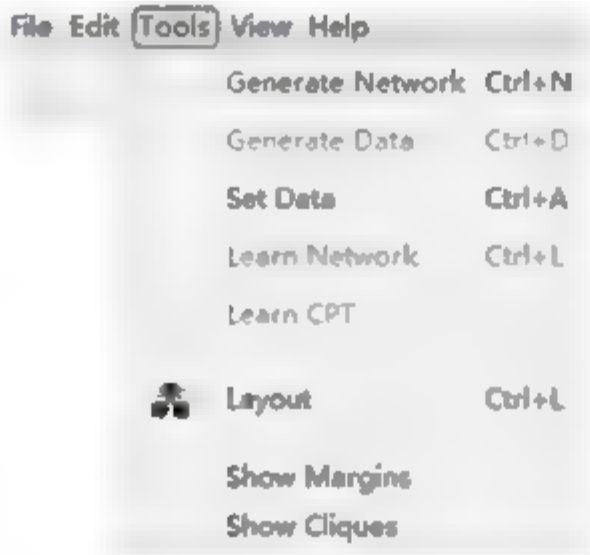 File Edit Tools View Help
Generate Network Ctrl+N
Generate Data Ctrl+D
Set Data Ctrl+A
Learn Network Ctrl+L
Learn CPT
Layout Ctrl+L
Show Margins
Show Cliques